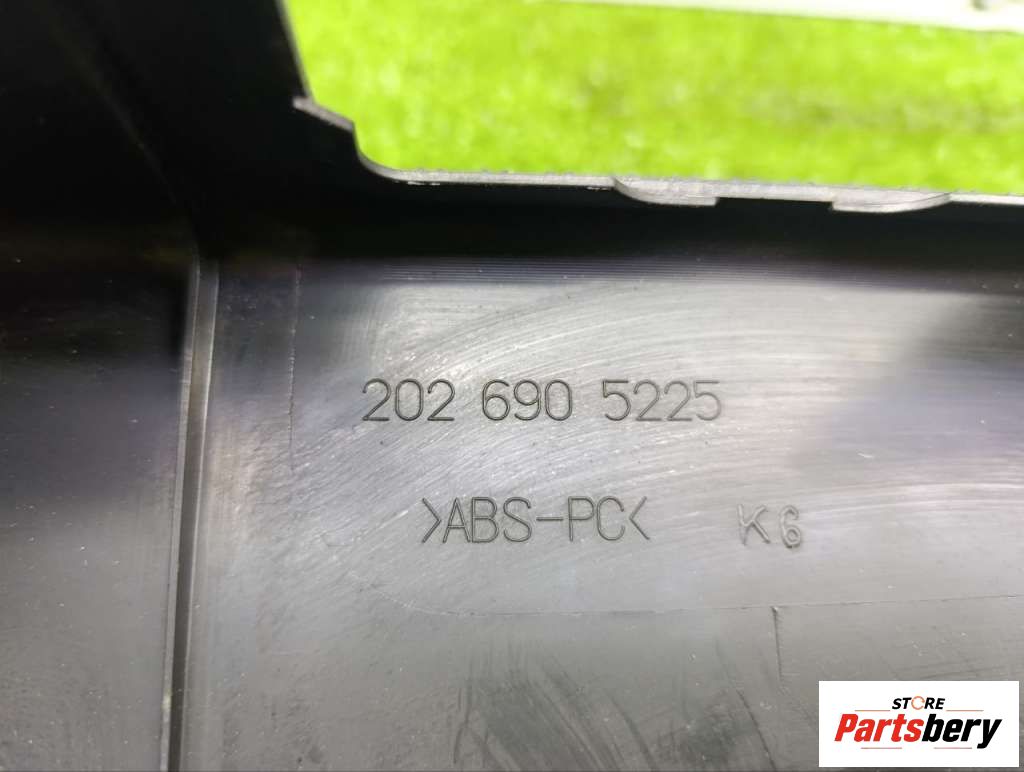 202 690 5225
>ABS-PC<
K6
STORE
Partsbery